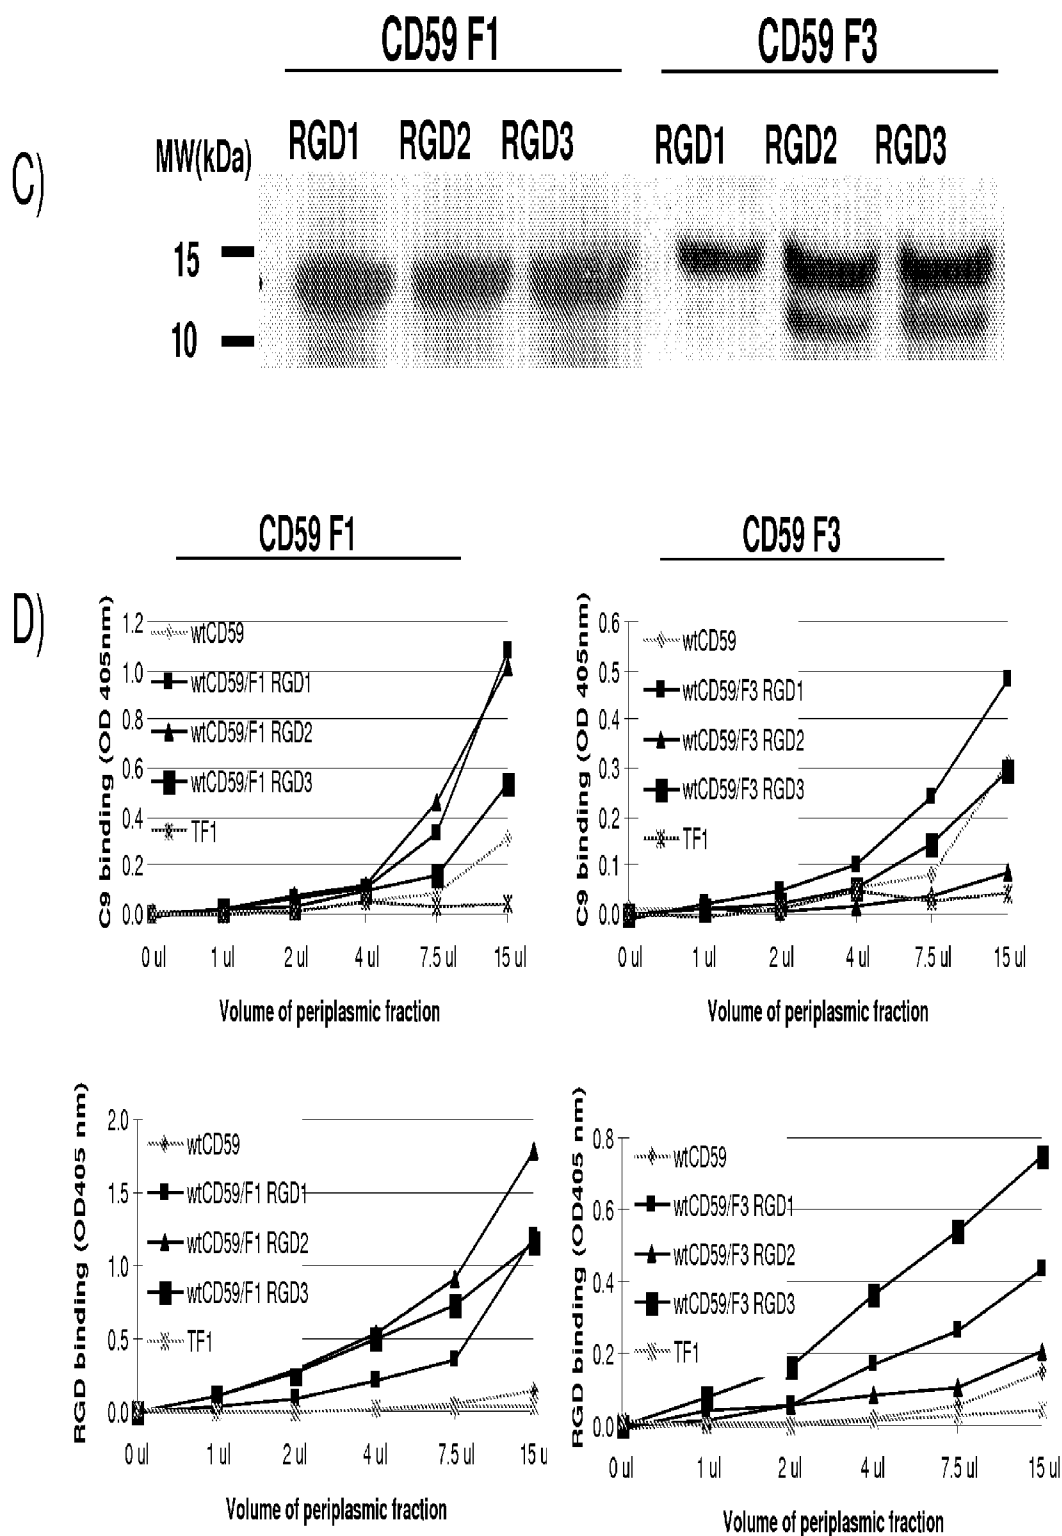 CD59 F1 CD59 F3
C) MW(kDa) RGD1 RGD2 RGD3 RGD1 RGD2 RGD3
15
10
CD59 F1 CD59 F3
D)
C9 binding (OD 405nm)
1.2
1.0
0.8
0.6
0.4
0.2
0.0
wtCD59
wtCD59/F1 RGD1
wtCD59/F1 RGD2
wtCD59/F1 RGD3
TF1
0 ul 1 ul 2 ul 4 ul 7.5 ul 15 ul
Volume of periplasmic fraction
C9 binding (OD 405nm)
0.6
0.5
0.4
0.3
0.2
0.1
0.0
wtCD59
wtCD59/F3 RGD1
wtCD59/F3 RGD2
wtCD59/F3 RGD3
TF1
0 ul 1 ul 2 ul 4 ul 7.5 ul 15 ul
Volume of periplasmic fraction
RGD binding (OD405 nm)
2.0
1.5
1.0
0.5
0.0
wtCD59
wtCD59/F1 RGD1
wtCD59/F1 RGD2
wtCD59/F1 RGD3
TF1
0 ul 1 ul 2 ul 4 ul 7.5 ul 15 ul
Volume of periplasmic fraction
RGD binding (OD405 nm)
0.8
0.6
0.4
0.2
0.0
wtCD59
wtCD59/F3 RGD1
wtCD59/F3 RGD2
wtCD59/F3 RGD3
TF1
0 ul 1 ul 2 ul 4 ul 7.5 ul 15 ul
Volume of periplasmic fraction